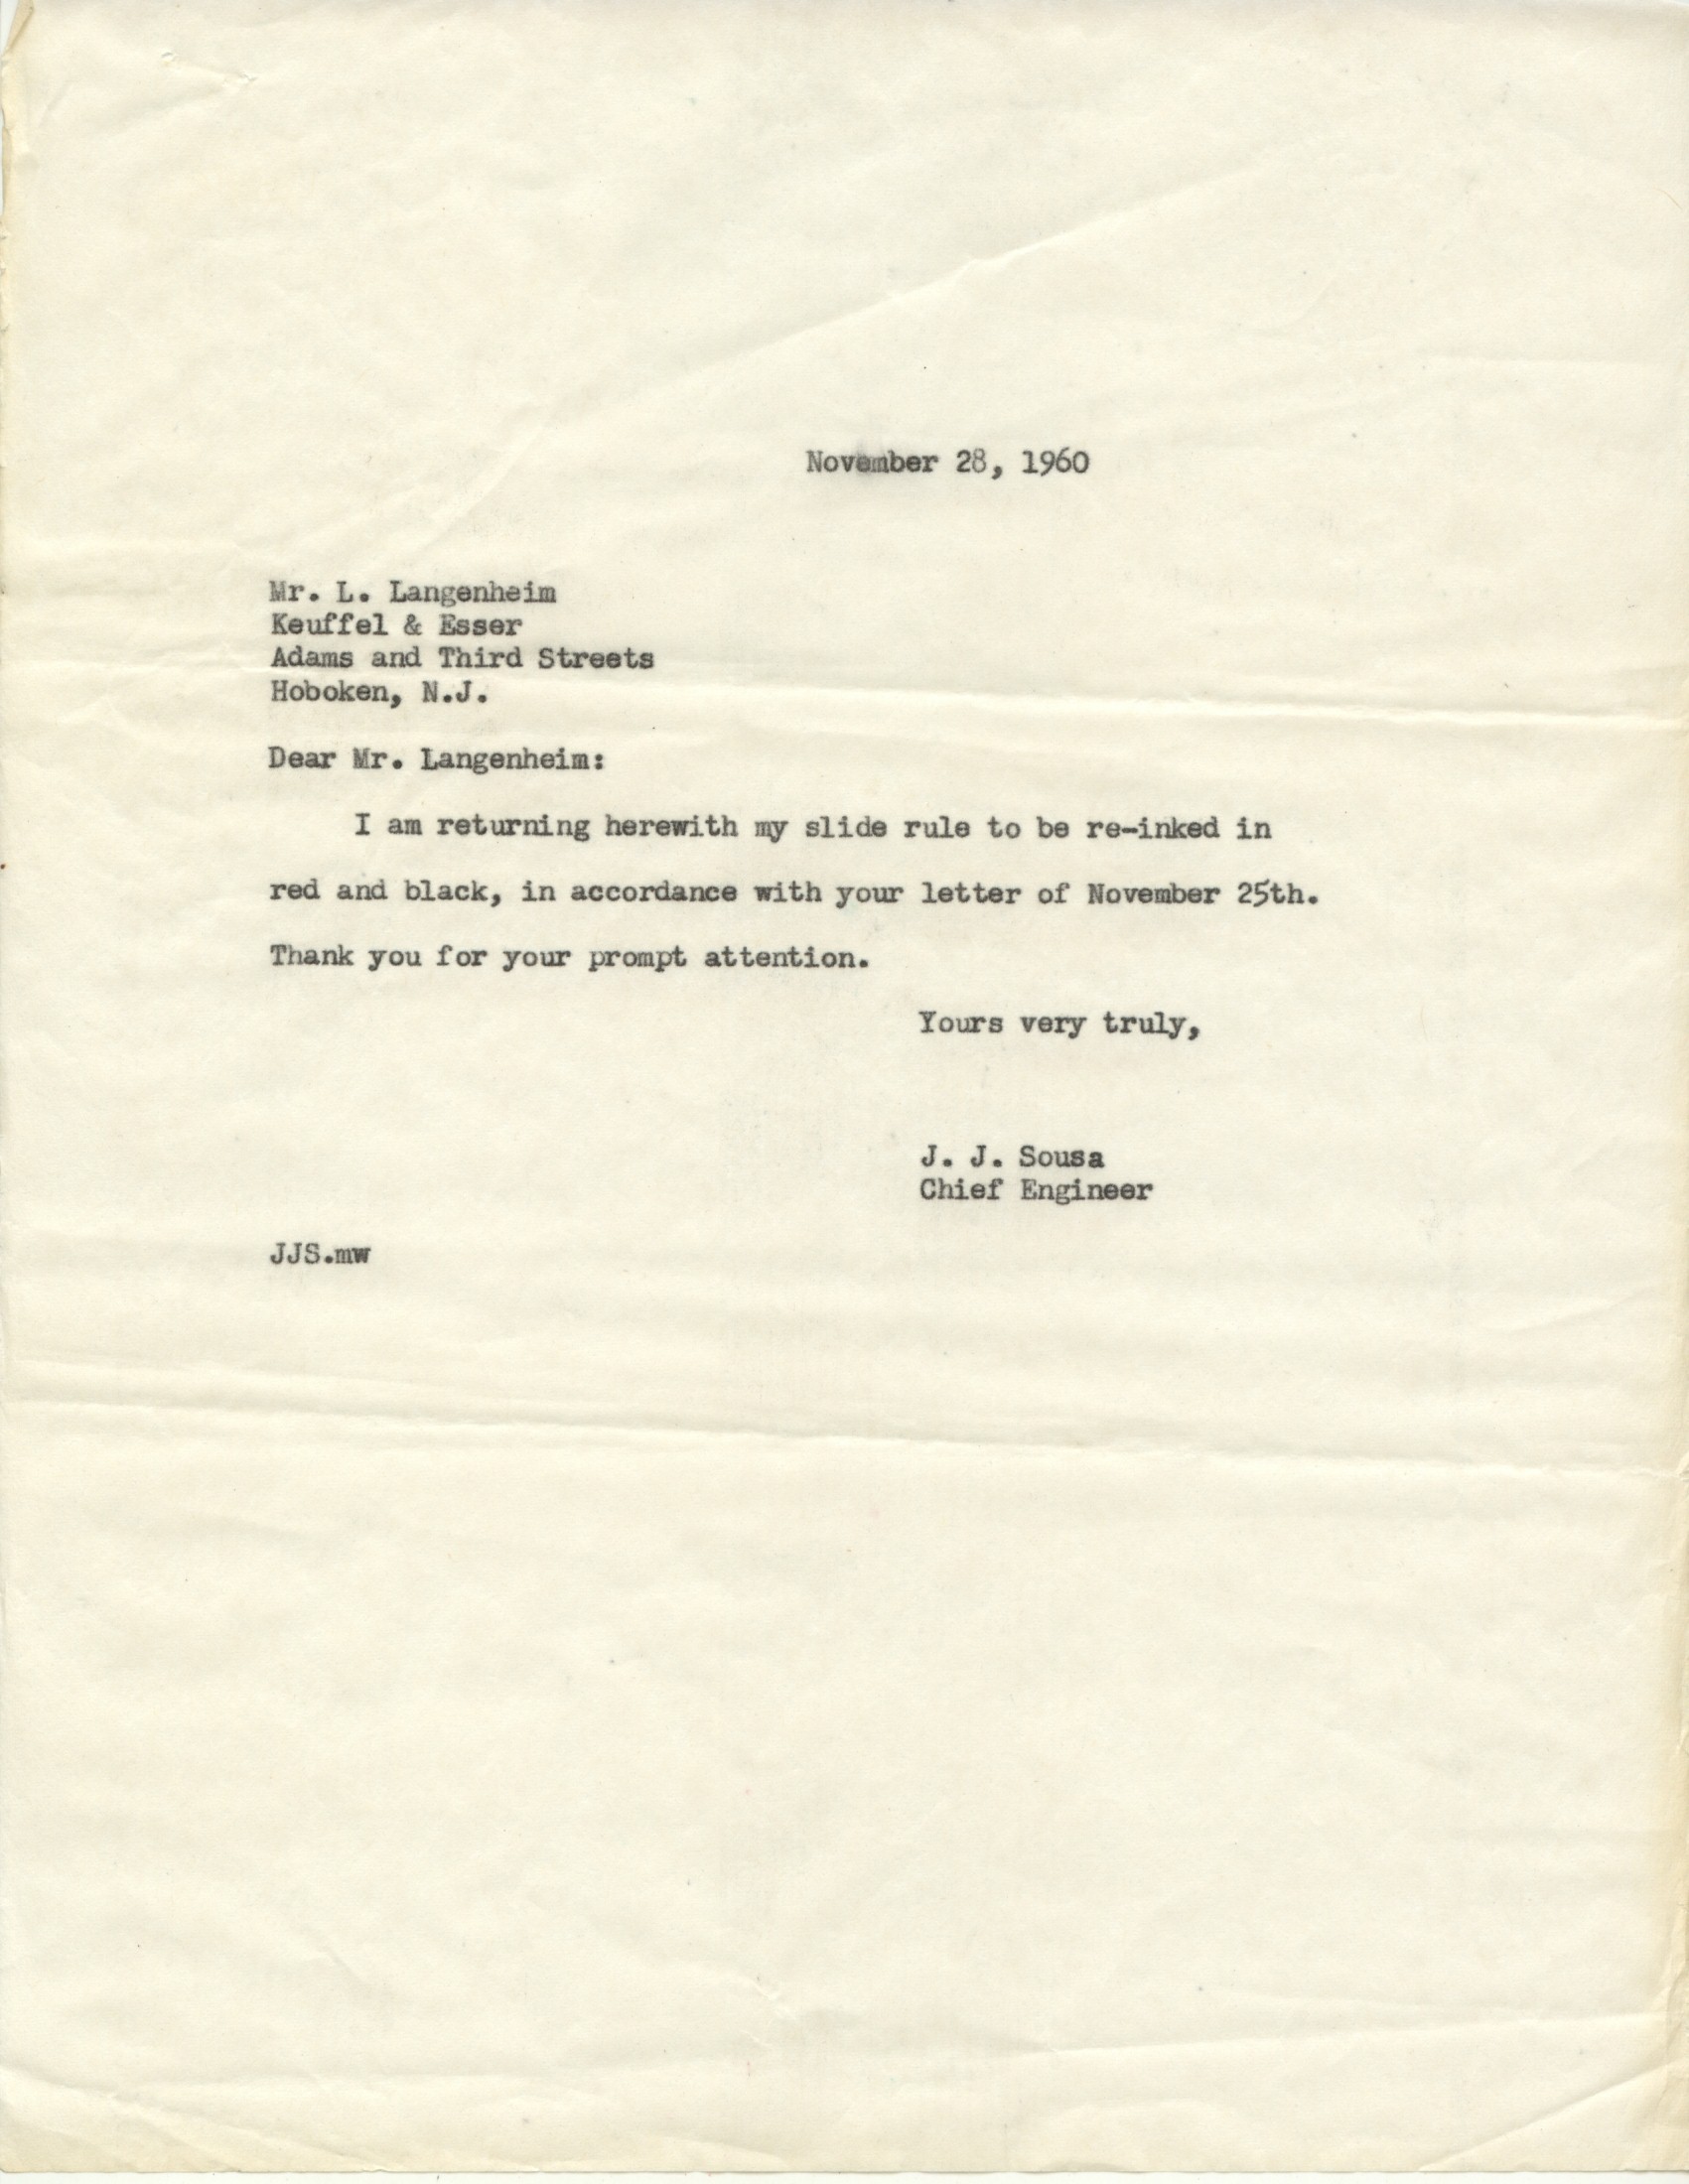 November 28, 1960
Mr. L. Langenheim
Keuffel & Esser
Adams and Third Streets
Hoboken, N.J.
Dear Mr. Langenheim:
I am returning herewith my slide rule to be re-inked in
red and black, in accordance with your letter of November 25th.
Thank you for your prompt attention.
Yours very truly,
J. J. Sousa
Chief Engineer
JJS.mw